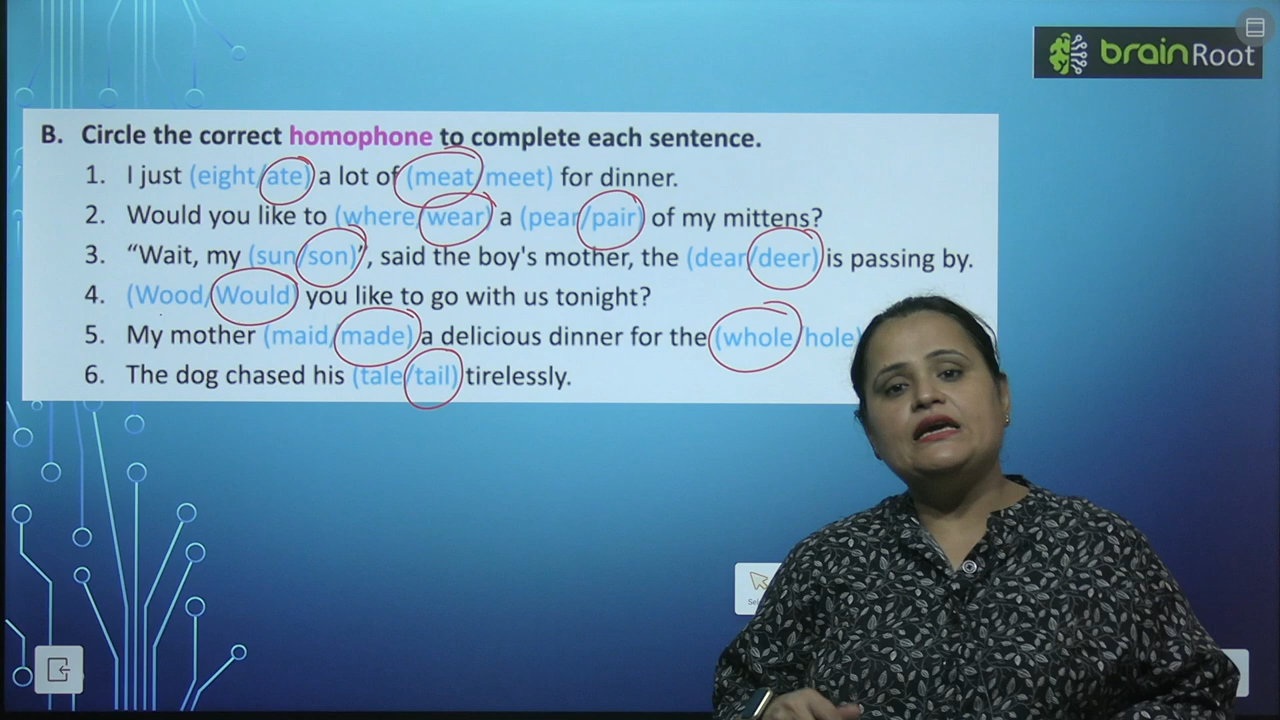 brainRoot
B. Circle the correct homophone to complete each sentence.
1. I just (eight/ate) a lot of (meat/meet) for dinner.
2. Would you like to (where/wear) a (pear/pair) of my mittens?
3. “Wait, my (sun/son)”, said the boy's mother, the (dear/deer) is passing by.
4. (Wood/Would) you like to go with us tonight?
5. My mother (maid/made) a delicious dinner for the (whole/hole)
6. The dog chased his (tale/tail) tirelessly.